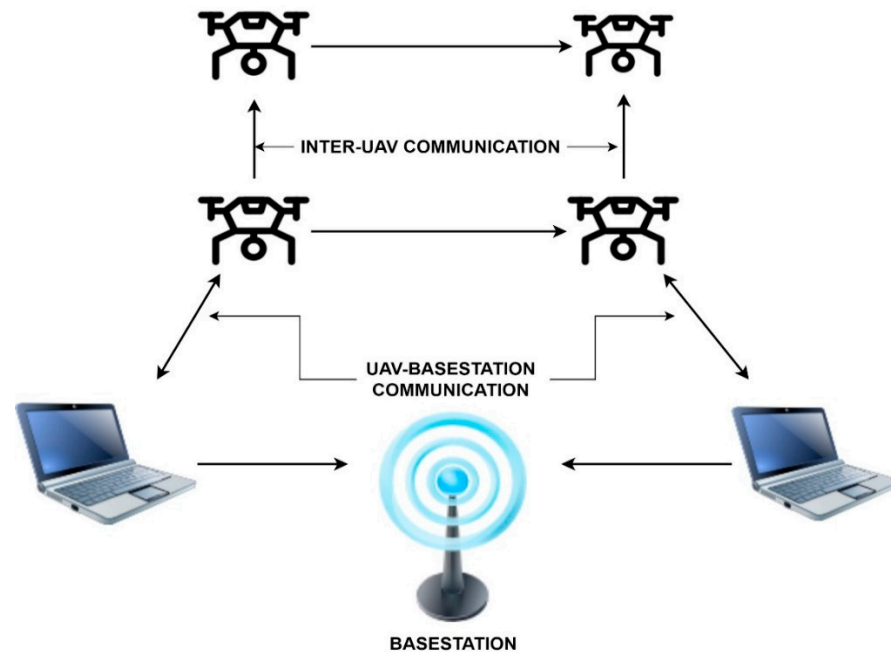 INTER-UAV COMMUNICATION
UAV-BASESTATION
COMMUNICATION
BASESTATION